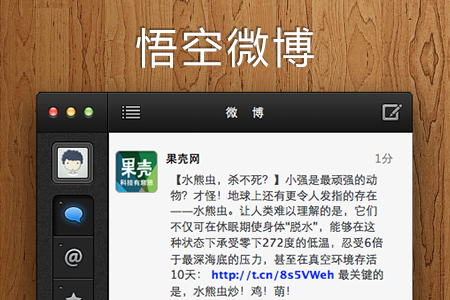 悟空微博
微 博
果壳
科技有意思
果壳网
1分
【水熊虫，杀不死？】小强是最顽强的动
物？才怪！地球上还有更令人发指的存在
——水熊虫。让人类难以理解的是，它们
不仅可在休眠期使身体"脱水"，能够在这
种状态下承受零下272度的低温，忍受6倍
于最深海底的压力，甚至在真空环境存活
10天： http://t.cn/8s5VWeh 最关键的
是，水熊虫炒！鸡！萌！
@